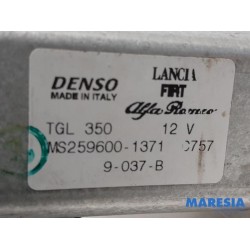 DENSO
MADE IN ITALY
LANCIA
FIAT
Alfa Romeo
TGL 350 12 V
MS259600-1371 C757
9-037-B
MARESIA